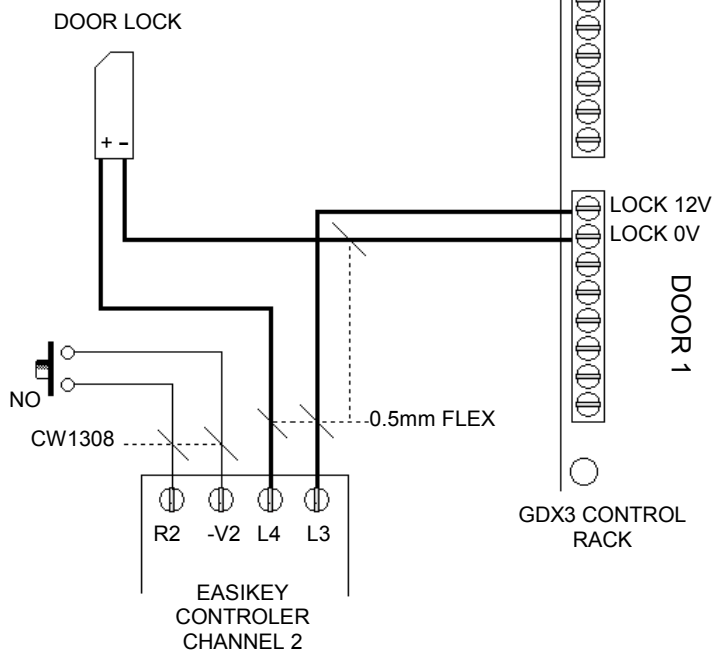 DOOR LOCK
+ -
LOCK 12V
LOCK 0V
DOOR 1
NO
0.5mm FLEX
CW1308
R2 -V2 L4 L3
GDX3 CONTROL
RACK
EASIKEY
CONTROLER
CHANNEL 2